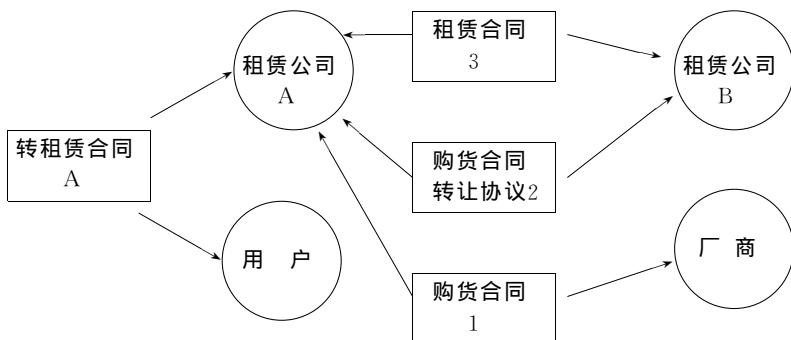 租赁公司
A
租赁合同
3
租赁公司
B
转租赁合同
A
购货合同
转让协议2
用 户
厂 商
购货合同
1